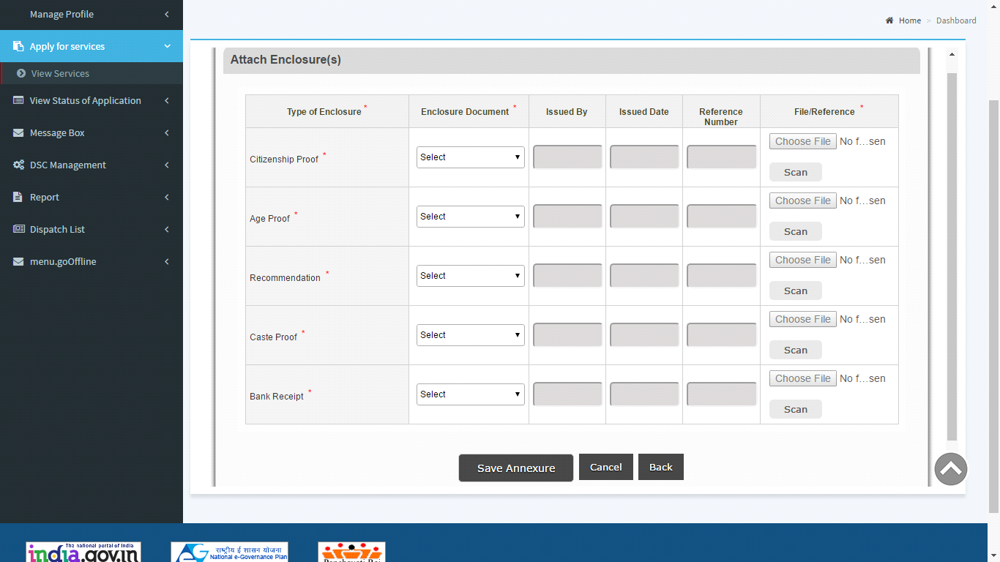 Manage Profile
Home > Dashboard
Apply for services
View Services
View Status of Application
Message Box
DSC Management
Report
Dispatch List
menu.goOffline
Attach Enclosure(s)
Type of Enclosure * Enclosure Document * Issued By Issued Date Reference Number File/Reference *
Citizenship Proof * Select Choose File No f...sen
Scan
Age Proof * Select Choose File No f...sen
Scan
Recommendation * Select Choose File No f...sen
Scan
Caste Proof * Select Choose File No f...sen
Scan
Bank Receipt * Select Choose File No f...sen
Scan
Save Annexure Cancel Back
The national portal of India
india.gov.in
राष्ट्रीय ई शासन योजना
National e-Governance Plan
Panchayati Raj